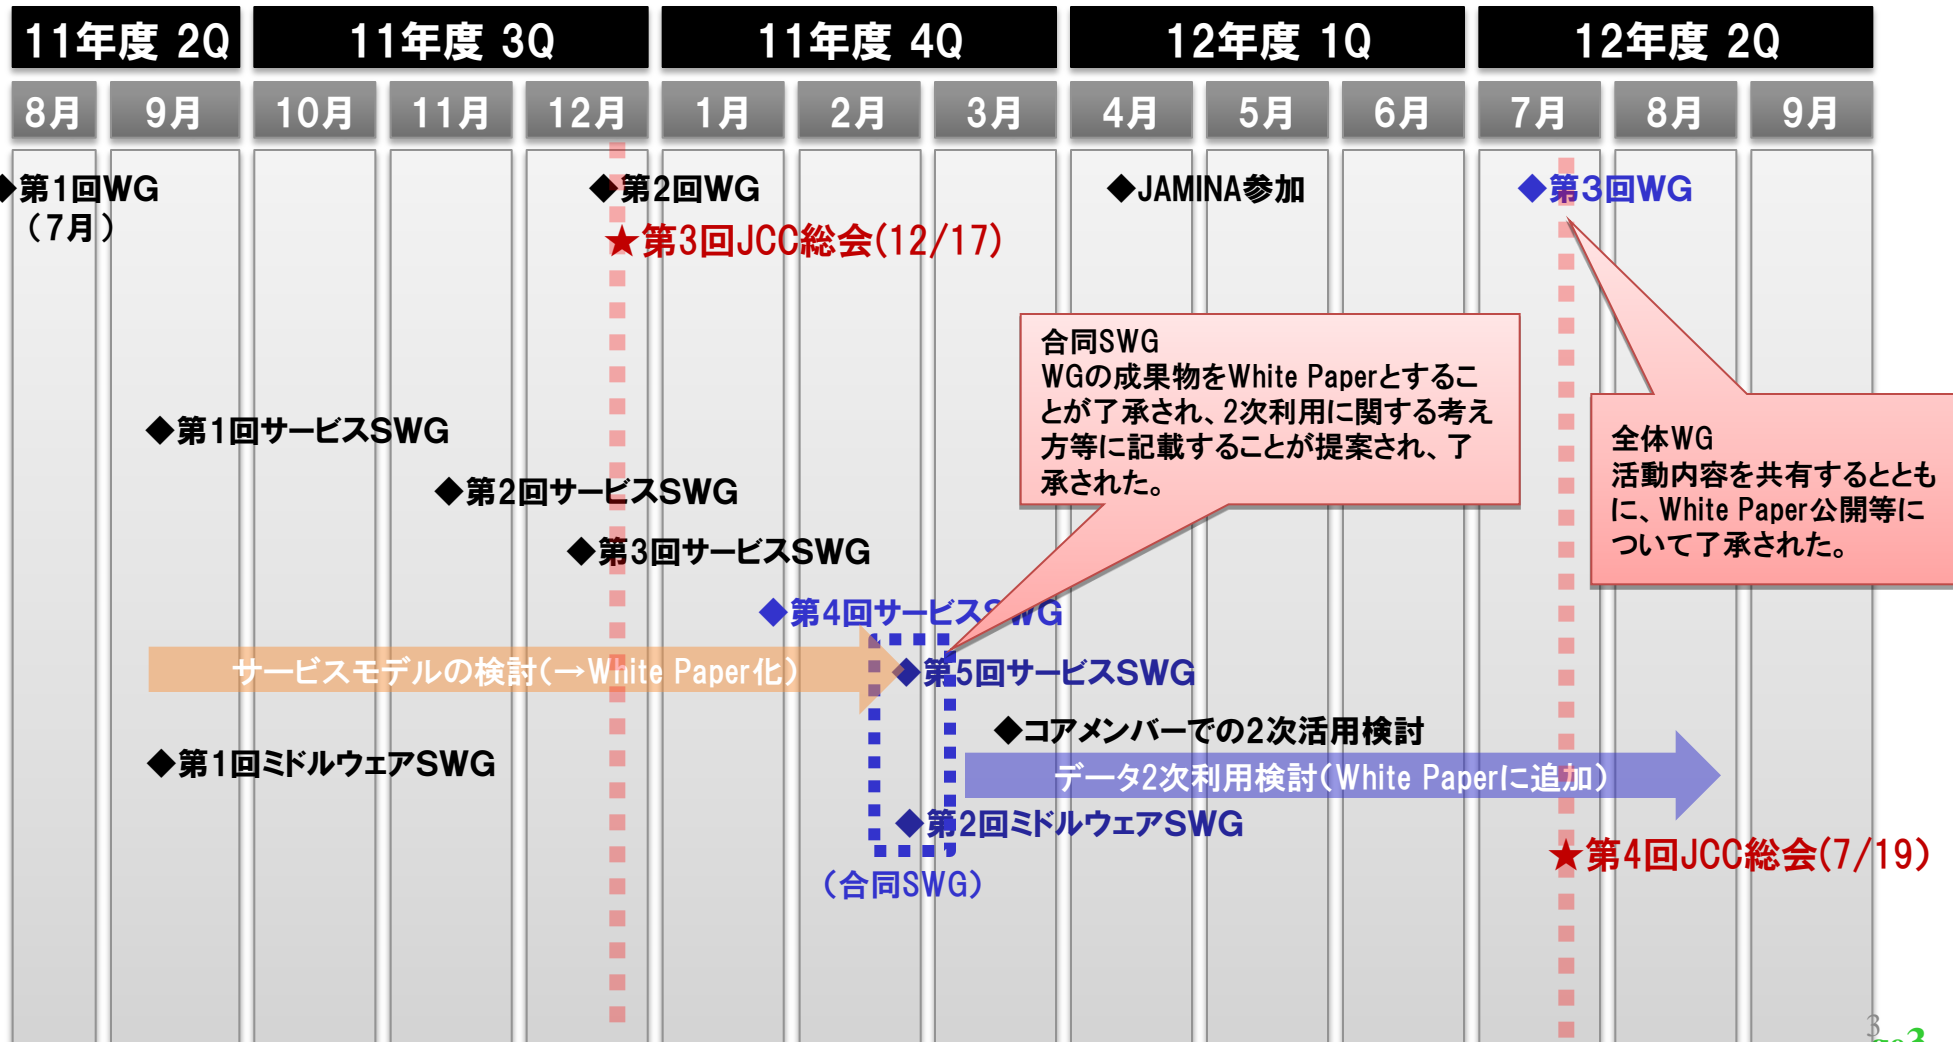 11年度 2Q
11年度 3Q
11年度 4Q
12年度 1Q
12年度 2Q
8月
9月
10月
11月
12月
1月
2月
3月
4月
5月
6月
7月
8月
9月
◆第1回WG
（7月）
◆第2回WG
◆JAMINA参加
◆第3回WG
★第3回JCC総会(12/17)
合同SWG
WGの成果物をWhite Paperとするこ
とが了承され、2次利用に関する考え
方等に記載することが提案され、了
承された。
全体WG
活動内容を共有するととも
に、White Paper公開等に
ついて了承された。
◆第1回サービスSWG
◆第2回サービスSWG
◆第3回サービスSWG
◆第4回サービスSWG
サービスモデルの検討(→White Paper化)
◆第5回サービスSWG
◆コアメンバーでの2次活用検討
◆第1回ミドルウェアSWG
データ2次利用検討(White Paperに追加)
◆第2回ミドルウェアSWG
★第4回JCC総会(7/19)
（合同SWG）
3